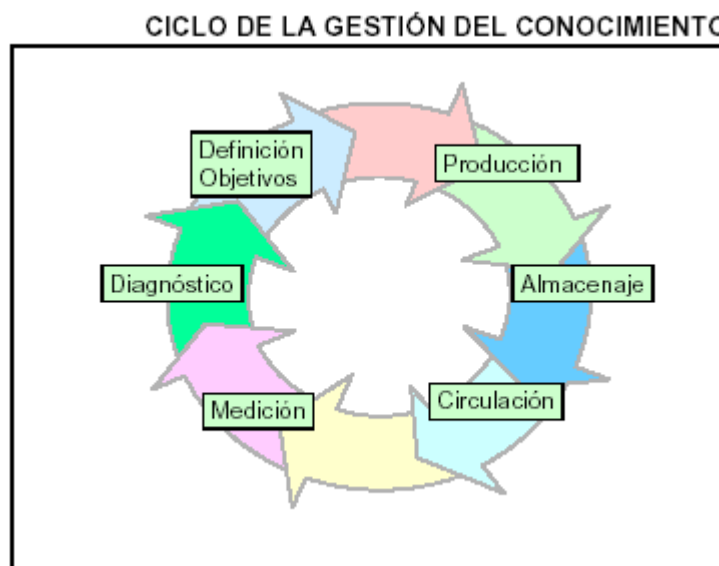 CICLO DE LA GESTIÓN DEL CONOCIMIENTO
Definición
Objetivos
Producción
Diagnóstico
Almacenaje
Medición
Circulación